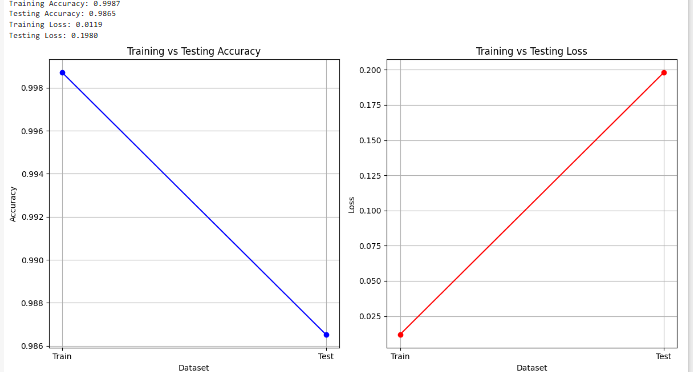 Training Accuracy: 0.9987
Testing Accuracy: 0.9865
Training Loss: 0.0119
Testing Loss: 0.1980
Training vs Testing Accuracy
0.998
0.996
0.994
0.992
0.990
0.988
0.986
Accuracy
Train
Test
Dataset
Training vs Testing Loss
0.200
0.175
0.150
0.125
0.100
0.075
0.050
0.025
Loss
Train
Test
Dataset